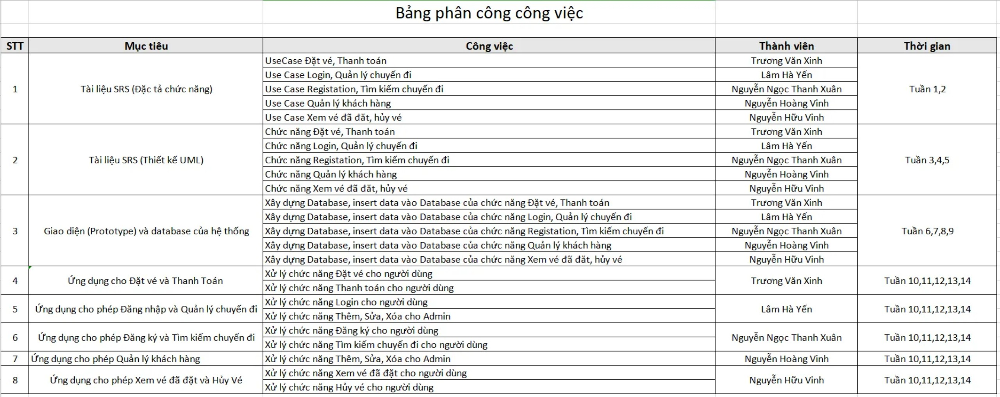 Bảng phân công công việc
STT Mục tiêu Công việc Thành viên Thời gian
1 Tài liệu SRS (Đặc tả chức năng) Tuần 1,2
UseCase Đặt vé, Thanh toán Trương Văn Xinh
Use Case Login, Quản lý chuyến đi Lâm Hà Yến
Use Case Registation, Tìm kiếm chuyến đi Nguyễn Ngọc Thanh Xuân
Use Case Quản lý khách hàng Nguyễn Hoàng Vinh
Use Case Xem vé đã đăt, hủy vé Nguyễn Hữu Vinh
2 Tài liệu SRS (Thiết kế UML) Tuần 3,4,5
Chức năng Đặt vé, Thanh toán Trương Văn Xinh
Chức năng Login, Quản lý chuyến đi Lâm Hà Yến
Chức năng Registation, Tìm kiếm chuyến đi Nguyễn Ngọc Thanh Xuân
Chức năng Quản lý khách hàng Nguyễn Hoàng Vinh
Chức năng Xem vé đã đăt, hủy vé Nguyễn Hữu Vinh
3 Giao diện (Prototype) và database của hệ thống Tuần 6,7,8,9
Xây dựng Database, insert data vào Database của chức năng Đặt vé, Thanh toán Trương Văn Xinh
Xây dựng Database, insert data vào Database của chức năng Login, Quản lý chuyến đi Lâm Hà Yến
Xây dựng Database, insert data vào Database của chức năng Registation, Tìm kiếm chuyến đi Nguyễn Ngọc Thanh Xuân
Xây dựng Database, insert data vào Database của chức năng Quản lý khách hàng Nguyễn Hoàng Vinh
Xây dựng Database, insert data vào Database của chức năng Xem vé đã đăt, hủy vé Nguyễn Hữu Vinh
4 Ứng dụng cho Đặt vé và Thanh Toán Trương Văn Xinh Tuần 10,11,12,13,14
Xử lý chức năng Đặt vé cho người dùng
Xử lý chức năng Thanh toán cho người dùng
5 Ứng dụng cho phép Đăng nhập và Quản lý chuyến đi Lâm Hà Yến Tuần 10,11,12,13,14
Xử lý chức năng Login cho người dùng
Xử lý chức năng Thêm, Sửa, Xóa cho Admin
6 Ứng dụng cho phép Đăng ký và Tìm kiếm chuyến đi Nguyễn Ngọc Thanh Xuân Tuần 10,11,12,13,14
Xử lý chức năng Đăng ký cho người dùng
Xử lý chức năng Tìm kiếm chuyến đi cho người dùng
7 Ứng dụng cho phép Quản lý khách hàng Xử lý chức năng Thêm, Sửa, Xóa cho Admin Nguyễn Hoàng Vinh Tuần 10,11,12,13,14
8 Ứng dụng cho phép Xem vé đã đặt và Hủy Vé Nguyễn Hữu Vinh Tuần 10,11,12,13,14
Xử lý chức năng Xem vé đã đặt cho người dùng
Xử lý chức năng Hủy vé cho người dùng